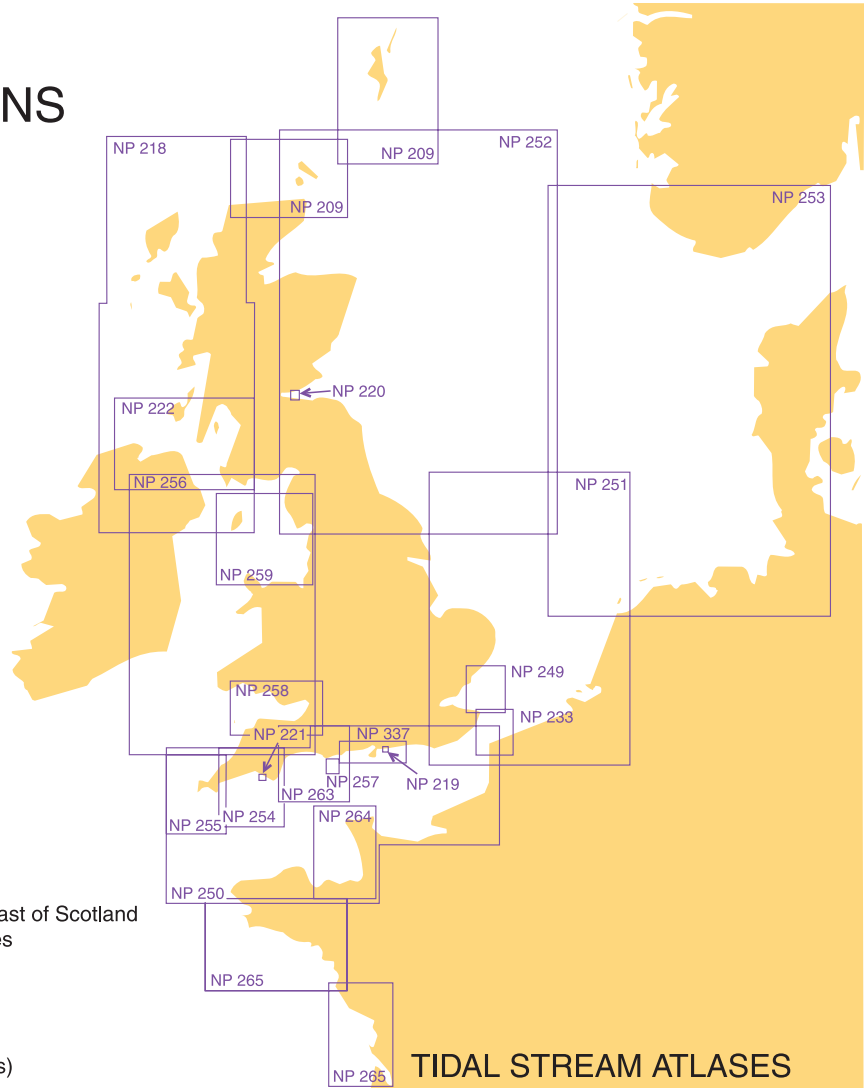 NS
NP 218
NP 209
NP 209
NP 252
NP 253
NP 220
NP 222
NP 256
NP 251
NP 259
NP 249
NP 258
NP 233
NP 221
NP 337
NP 257
NP 219
NP 263
NP 254
NP 264
NP 255
NP 250
ast of Scotland
es
NP 265
s)
NP 265
TIDAL STREAM ATLASES